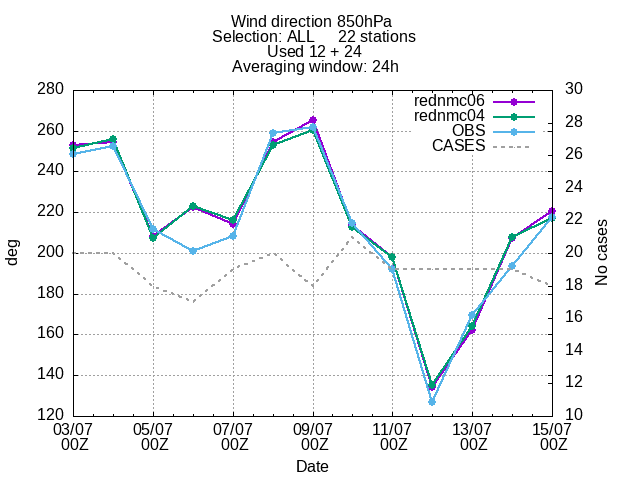 Wind direction 850hPa
Selection: ALL 22 stations
Used 12 + 24
Averaging window: 24h
rednmc06
rednmc04
OBS
CASES
280
260
240
220
200
180
160
140
120
deg
30
28
26
24
22
20
18
16
14
12
10
No cases
03/07 05/07 07/07 09/07 11/07 13/07 15/07
00Z 00Z 00Z 00Z 00Z 00Z 00Z
Date